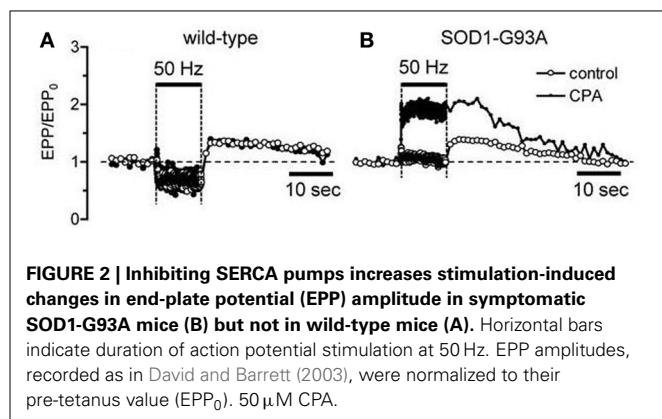 A
wild-type
B
SOD1-G93A
3
2
1
0
EPP/EPP₀
50 Hz
50 Hz
control
CPA
10 sec
10 sec
FIGURE 2 | Inhibiting SERCA pumps increases stimulation-induced
changes in end-plate potential (EPP) amplitude in symptomatic
SOD1-G93A mice (B) but not in wild-type mice (A). Horizontal bars
indicate duration of action potential stimulation at 50 Hz. EPP amplitudes,
recorded as in David and Barrett (2003), were normalized to their
pre-tetanus value (EPP₀). 50 μM CPA.